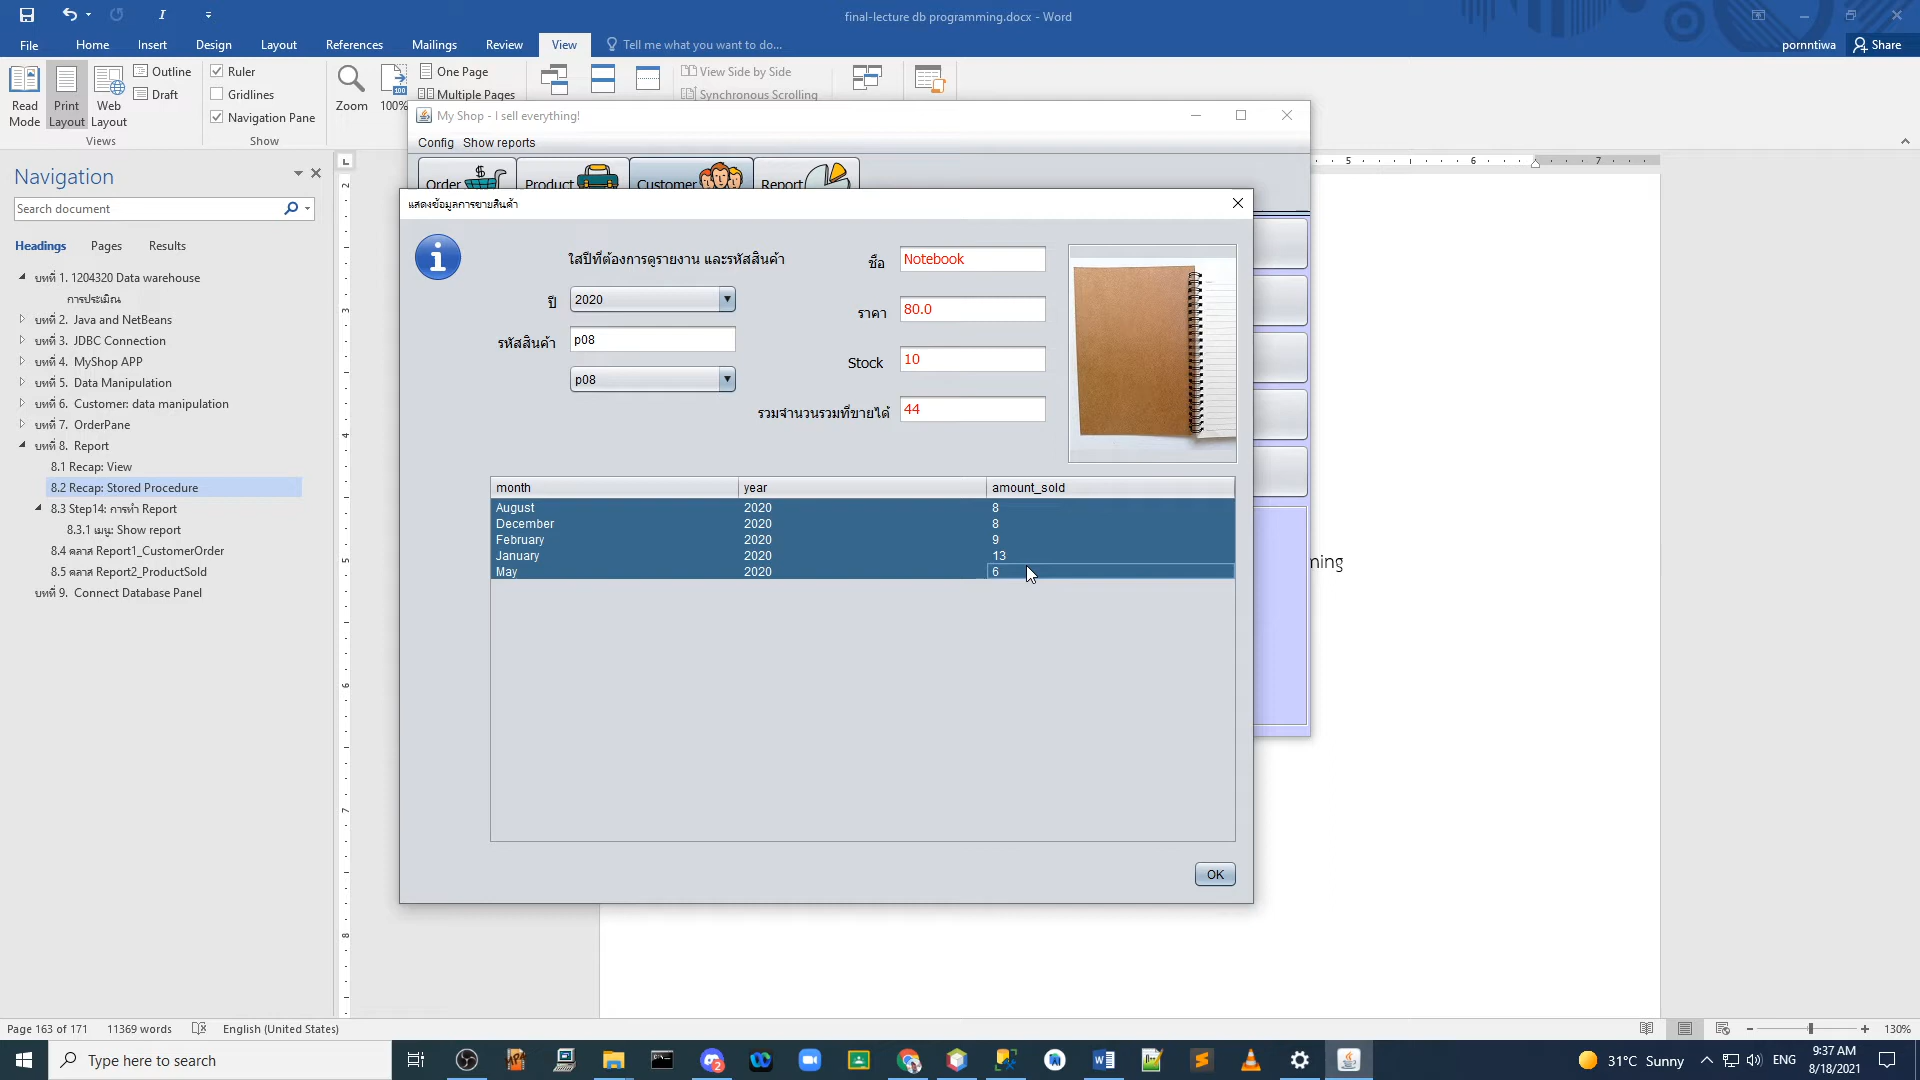 final-lecture db programming.docx - Word
File Home Insert Design Layout References Mailings Review View Tell me what you want to do... pornntiwa Share
Read Mode
Print Layout
Web Layout
Outline
Draft
Views
Ruler
Gridlines
Navigation Pane
Show
Zoom
100%
One Page
Multiple Pages
View Side by Side
Synchronous Scrolling
My Shop - I sell everything!
Config Show reports
Order Product Customer Report
Navigation
Search document
Headings Pages Results
บทที่ 1. 1204320 Data warehouse
การประเมิน
บทที่ 2. Java and NetBeans
บทที่ 3. JDBC Connection
บทที่ 4. MyShop APP
บทที่ 5. Data Manipulation
บทที่ 6. Customer: data manipulation
บทที่ 7. OrderPane
บทที่ 8. Report
8.1 Recap: View
8.2 Recap: Stored Procedure
8.3 Step14: การทำ Report
8.3.1 เมนู: Show report
8.4 คลาส Report1_CustomerOrder
8.5 คลาส Report2_ProductSold
บทที่ 9. Connect Database Panel
แสดงข้อมูลการขายสินค้า
ใส่ปีที่ต้องการดูรายงาน และรหัสสินค้า
ปี 2020
รหัสสินค้า p08
p08
ชื่อ Notebook
ราคา 80.0
Stock 10
รวมจำนวนรวมที่ขายได้ 44
month year amount_sold
August 2020 8
December 2020 8
February 2020 9
January 2020 13
May 2020 6
OK
ming
5 6 7
2
3
4
5
6
7
8
Page 163 of 171 11369 words English (United States) 130%
Type here to search
31°C Sunny ENG
9:37 AM
8/18/2021